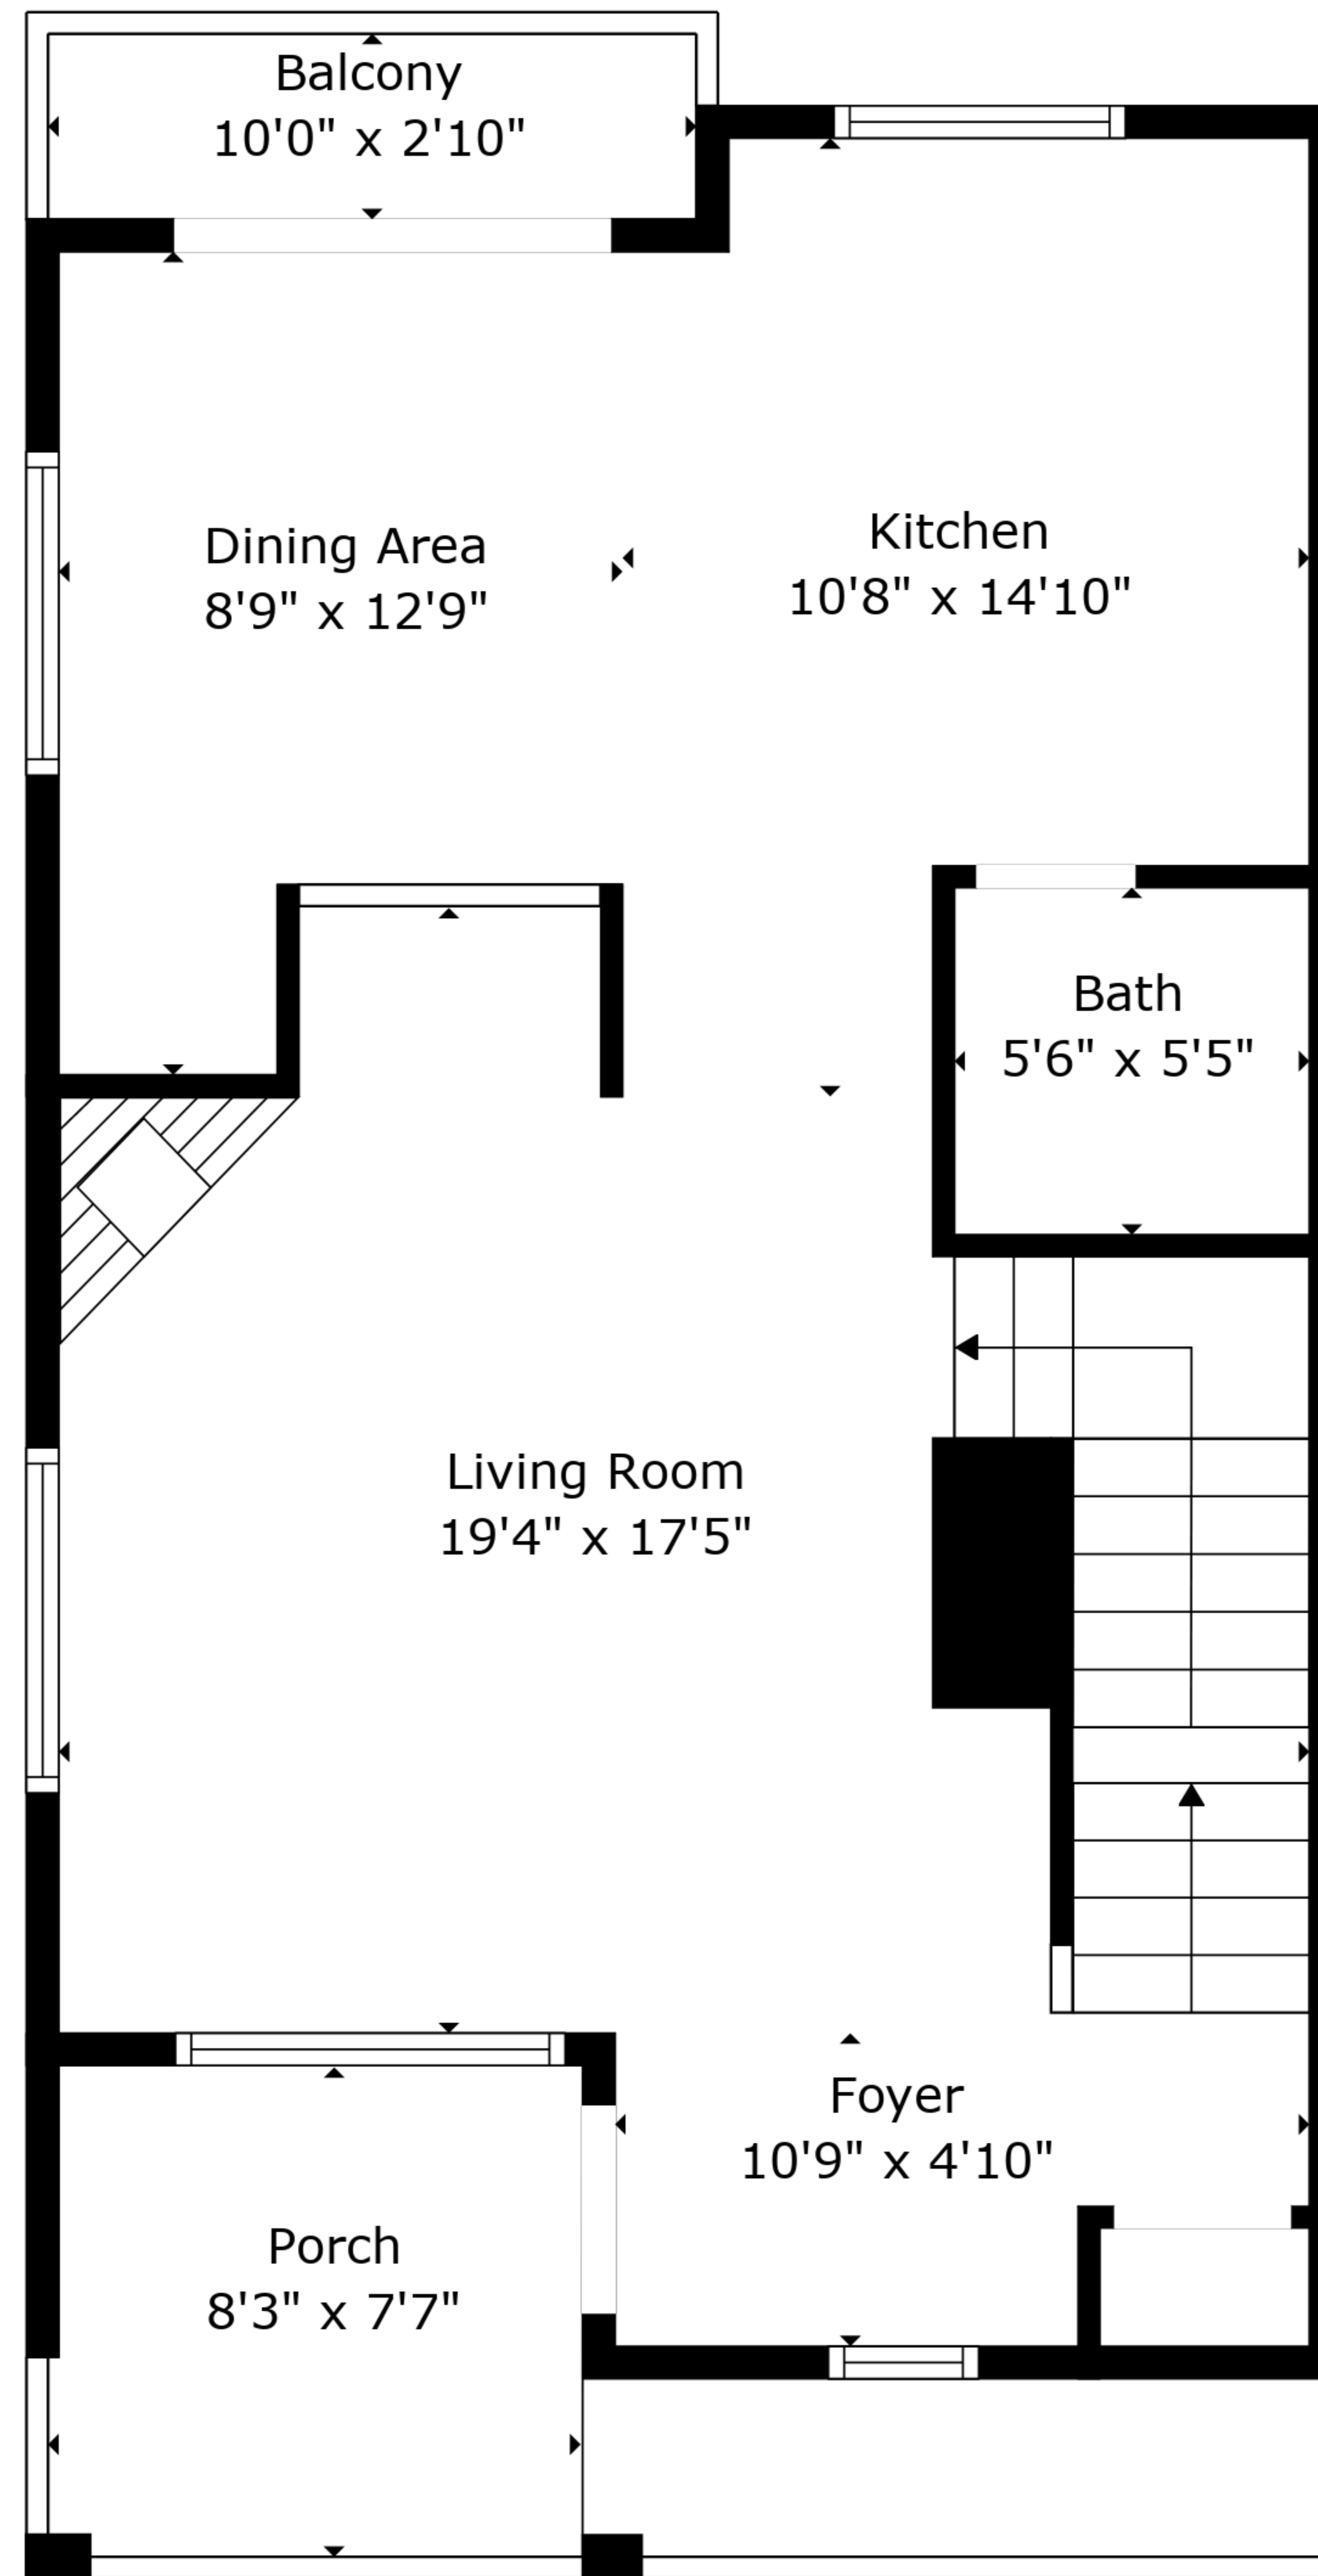 Balcony
10'0" x 2'10"
Dining Area
8'9" x 12'9"
Kitchen
10'8" x 14'10"
Bath
5'6" x 5'5"
Living Room
19'4" x 17'5"
Foyer
10'9" x 4'10"
Porch
8'3" x 7'7"